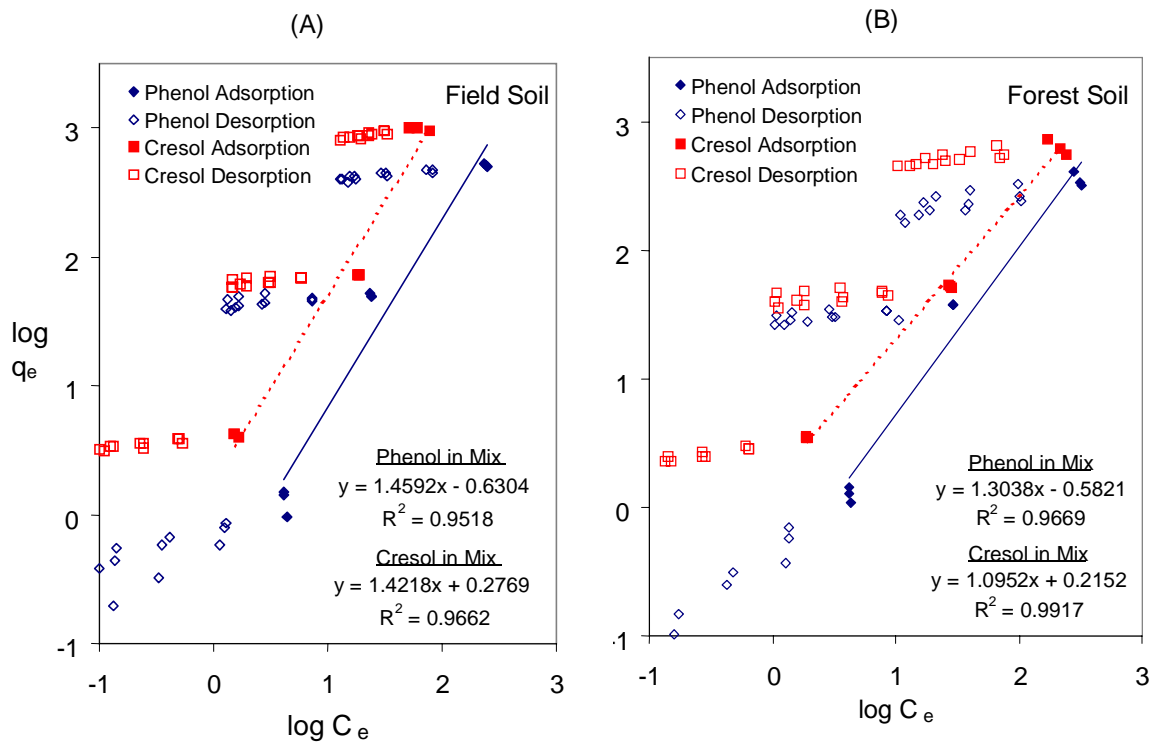 (A)
Phenol Adsorption
Phenol Desorption
Cresol Adsorption
Cresol Desorption
Field Soil
3
2
1
0
-1
log
qe
Phenol in Mix
y = 1.4592x - 0.6304
R² = 0.9518
Cresol in Mix
y = 1.4218x + 0.2769
R² = 0.9662
-1 0 1 2 3
log C e
(B)
Phenol Adsorption
Phenol Desorption
Cresol Adsorption
Cresol Desorption
Forest Soil
3
2
1
0
-1
Phenol in Mix
y = 1.3038x - 0.5821
R² = 0.9669
Cresol in Mix
y = 1.0952x + 0.2152
R² = 0.9917
-1 0 1 2 3
log C e